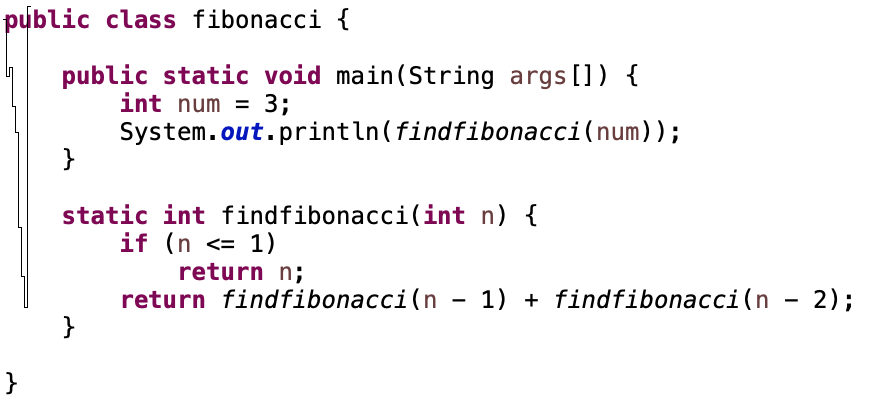 public class fibonacci {
public static void main(String args[]) {
int num = 3;
System.out.println(findfibonacci(num));
}
static int findfibonacci(int n) {
if (n <= 1)
return n;
return findfibonacci(n - 1) + findfibonacci(n - 2);
}
}